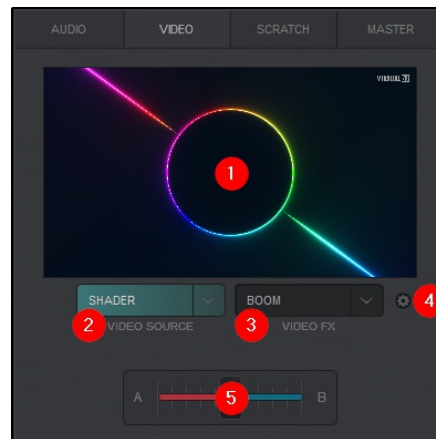 AUDIO VIDEO SCRATCH MASTER
1
SHADER BOOM
4
2 VIDEO SOURCE 3 VIDEO FX
A 5 B